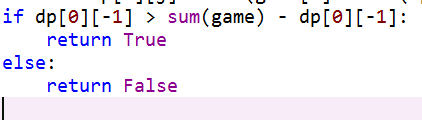 if dp[0][-1] > sum(game) - dp[0][-1]:
    return True
else:
    return False